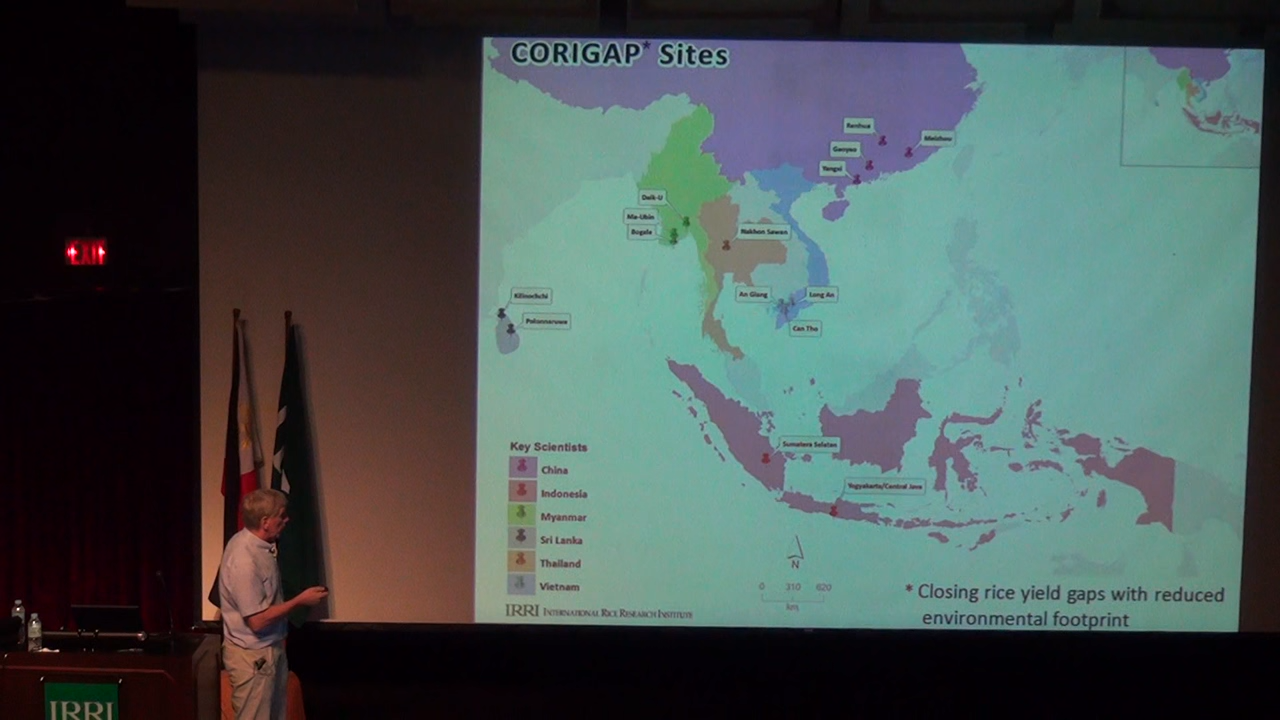 CORIGAP* Sites
Renhua
Meizhou
Gaoyao
Daik-U
Ma-Ubin
Bogale
Nakhon Sawan
An Giang
Long An
Can Tho
Kilinochchi
Polonnaruwa
Sumatera Selatan
Yogyakarta/Central Java
Key Scientists
China
Indonesia
Myanmar
Sri Lanka
Thailand
Vietnam
N
0 310 620
km
IRRI INTERNATIONAL RICE RESEARCH INSTITUTE
* Closing rice yield gaps with reduced
environmental footprint
EXIT
IRRI